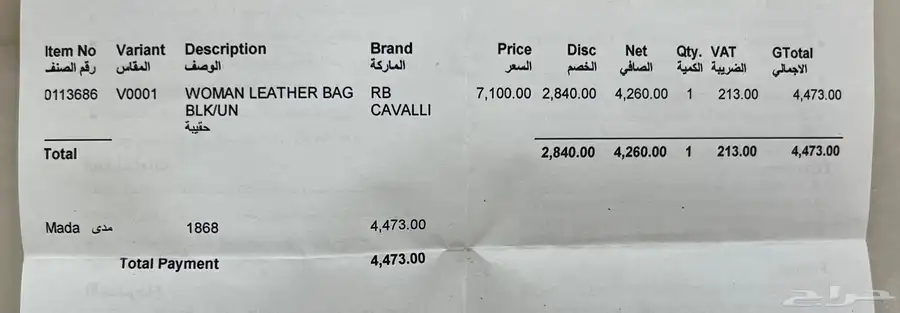 Item No Variant Description Brand Price Disc Net Qty. VAT GTotal
رقم الصنف المقاس الوصف الماركة السعر الخصم الصافي الكمية الضريبة الاجمالي
0113686 V0001 WOMAN LEATHER BAG RB 7,100.00 2,840.00 4,260.00 1 213.00 4,473.00
BLK/UN CAVALLI
حقيبة
Total 2,840.00 4,260.00 1 213.00 4,473.00
Mada مدى 1868 4,473.00
Total Payment 4,473.00
حراج